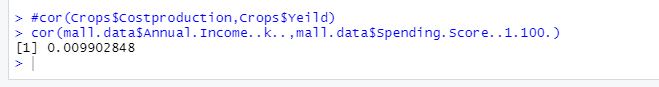 > #cor(Crops$Costproduction,Crops$Yeild)
> cor(mall.data$Annual.Income..k..,mall.data$Spending.Score..1.100.)
[1] 0.009902848
>